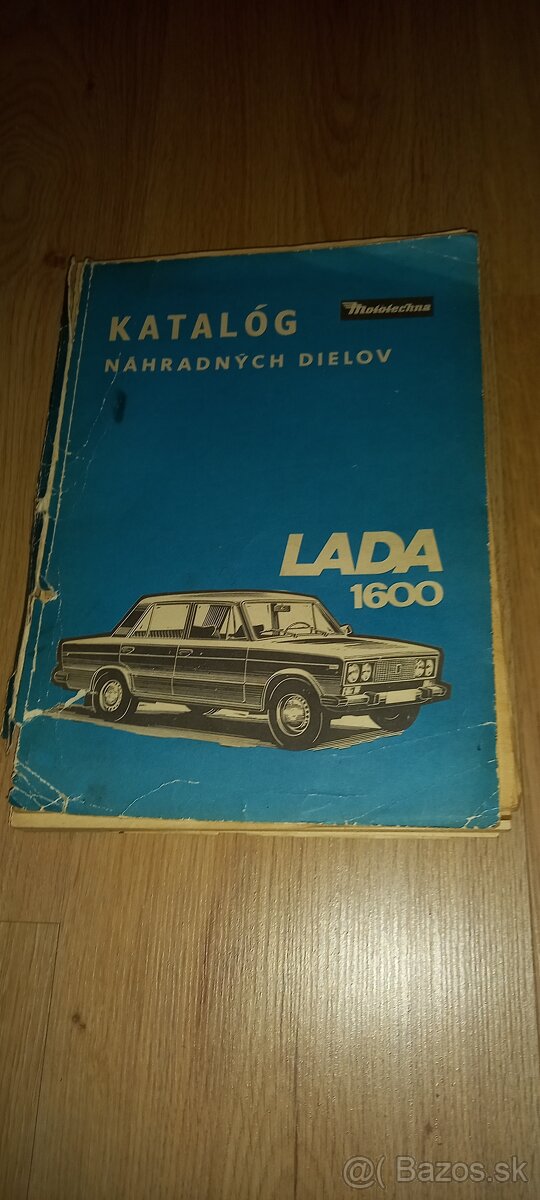 KATALÓG
Mototechna
NÁHRADNÝCH DIELOV
LADA
1600
@( Bazos.sk